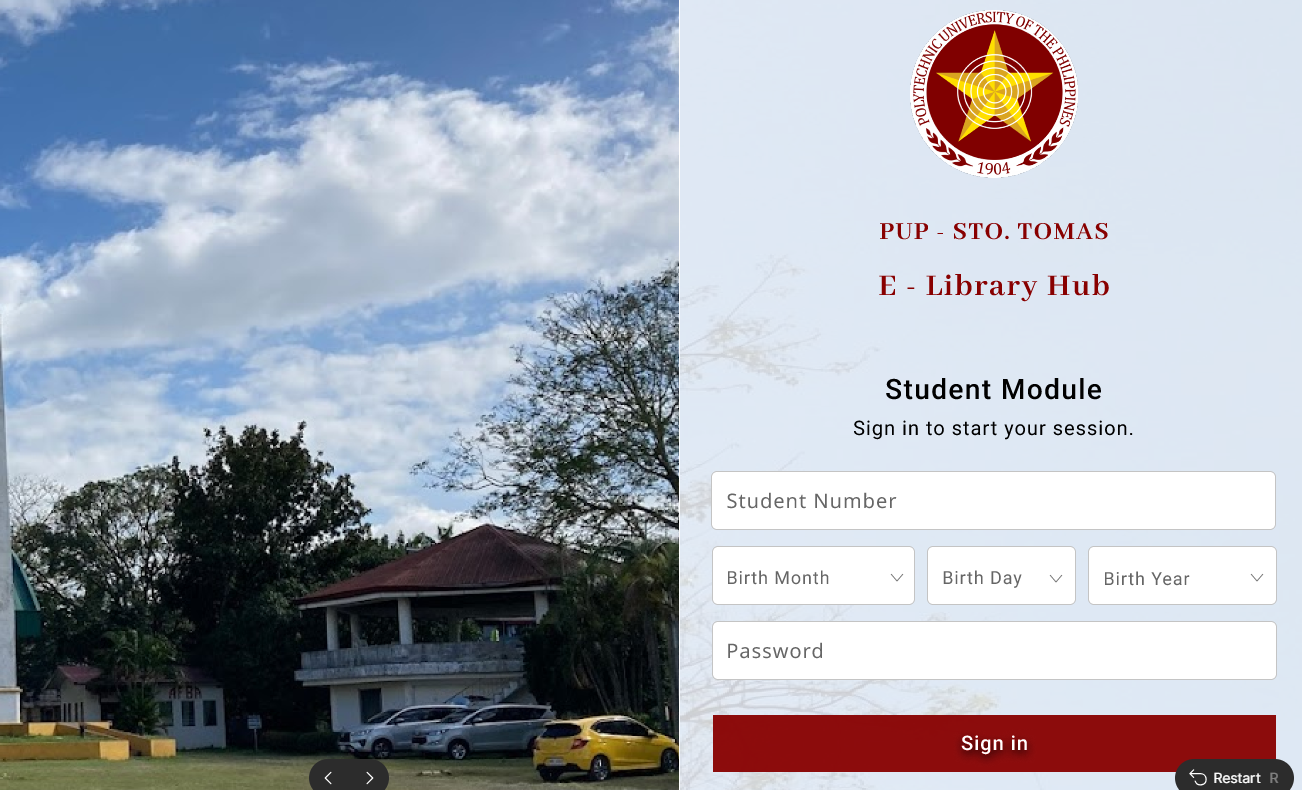 AFBA
POLYTECHNIC UNIVERSITY OF THE PHILIPPINES
1904
PUP - STO. TOMAS
E - Library Hub
Student Module
Sign in to start your session.
Student Number
Birth Month Birth Day Birth Year
Password
Sign in
Restart R